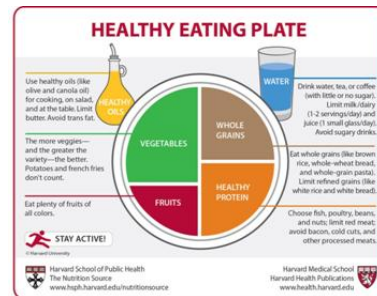 HEALTHY EATING PLATE
Use healthy oils (like
olive and canola oil)
for cooking, on salad,
and at the table. Limit
butter. Avoid trans fat.
HEALTHY
OILS
The more veggies—
and the greater
variety—the better.
Potatoes and french fries
don't count.
Eat plenty of fruits of
all colors.
STAY ACTIVE!
© Harvard University
VEGETABLES
FRUITS
WHOLE
GRAINS
HEALTHY
PROTEIN
WATER
Drink water, tea, or coffee
(with little or no sugar).
Limit milk/dairy
(1-2 servings/day) and
juice (1 small glass/day).
Avoid sugary drinks.
Eat whole grains (like brown
rice, whole-wheat bread,
and whole-grain pasta).
Limit refined grains (like
white rice and white bread).
Choose fish, poultry, beans,
and nuts; limit red meat;
avoid bacon, cold cuts, and
other processed meats.
Harvard School of Public Health
The Nutrition Source
www.hsph.harvard.edu/nutritionsource
Harvard Medical School
Harvard Health Publications
www.health.harvard.edu